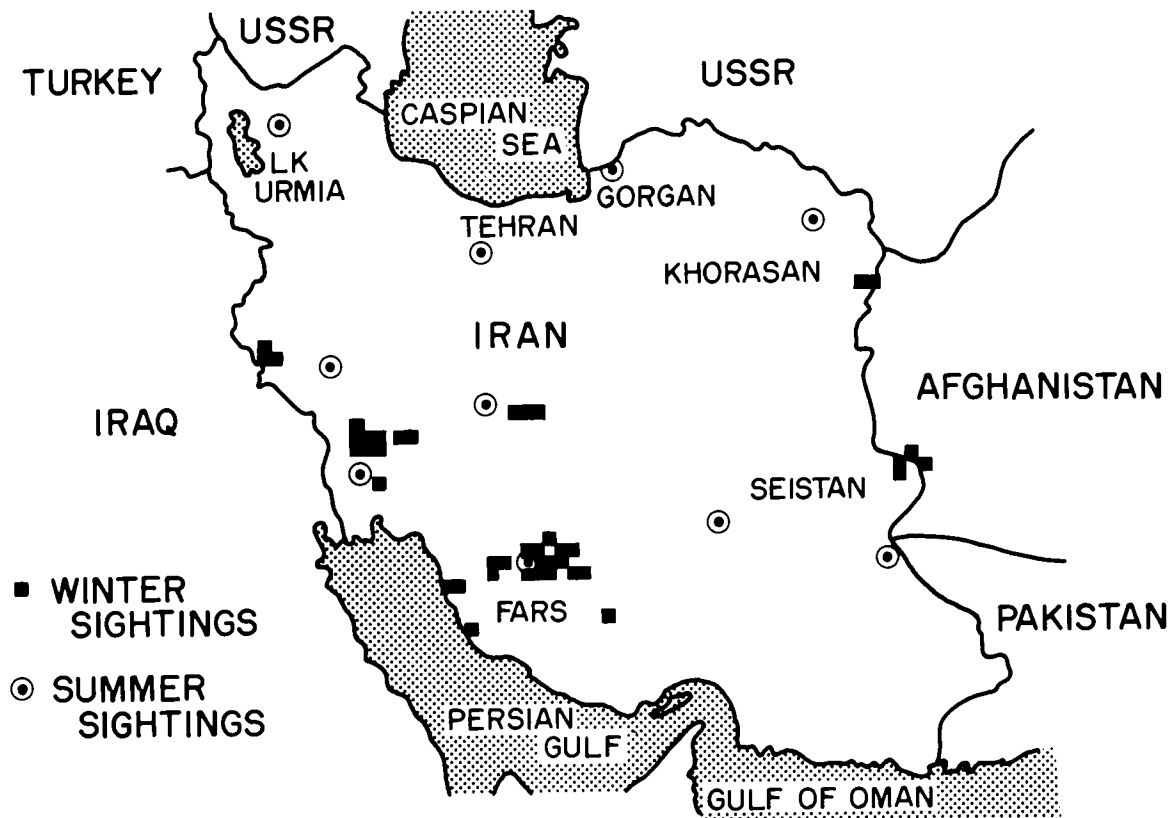 USSR
TURKEY
USSR
CASPIAN
SEA
LK
URMIA
GORGAN
TEHRAN
KHORASAN
IRAN
AFGHANISTAN
IRAQ
SEISTAN
WINTER
SIGHTINGS
FARS
PAKISTAN
SUMMER
SIGHTINGS
PERSIAN
GULF
GULF OF OMAN